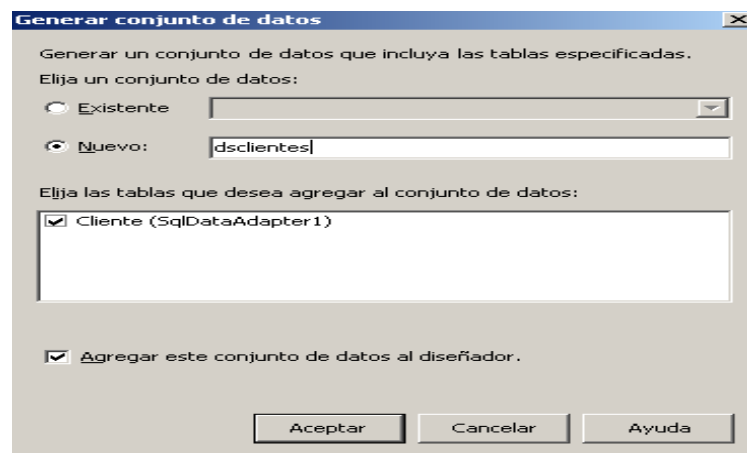 Generar conjunto de datos
Generar un conjunto de datos que incluya las tablas especificadas.
Elija un conjunto de datos:
Existente
Nuevo: dsclientes
Elija las tablas que desea agregar al conjunto de datos:
Cliente (SqlDataAdapter1)
Agregar este conjunto de datos al diseñador.
Aceptar Cancelar Ayuda